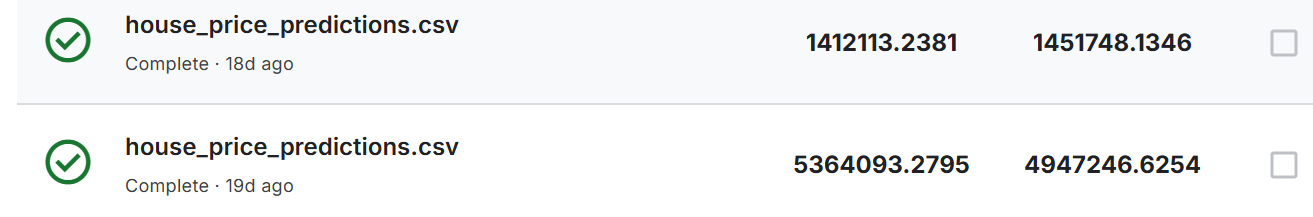 house_price_predictions.csv
Complete · 18d ago
1412113.2381
1451748.1346
house_price_predictions.csv
Complete · 19d ago
5364093.2795
4947246.6254